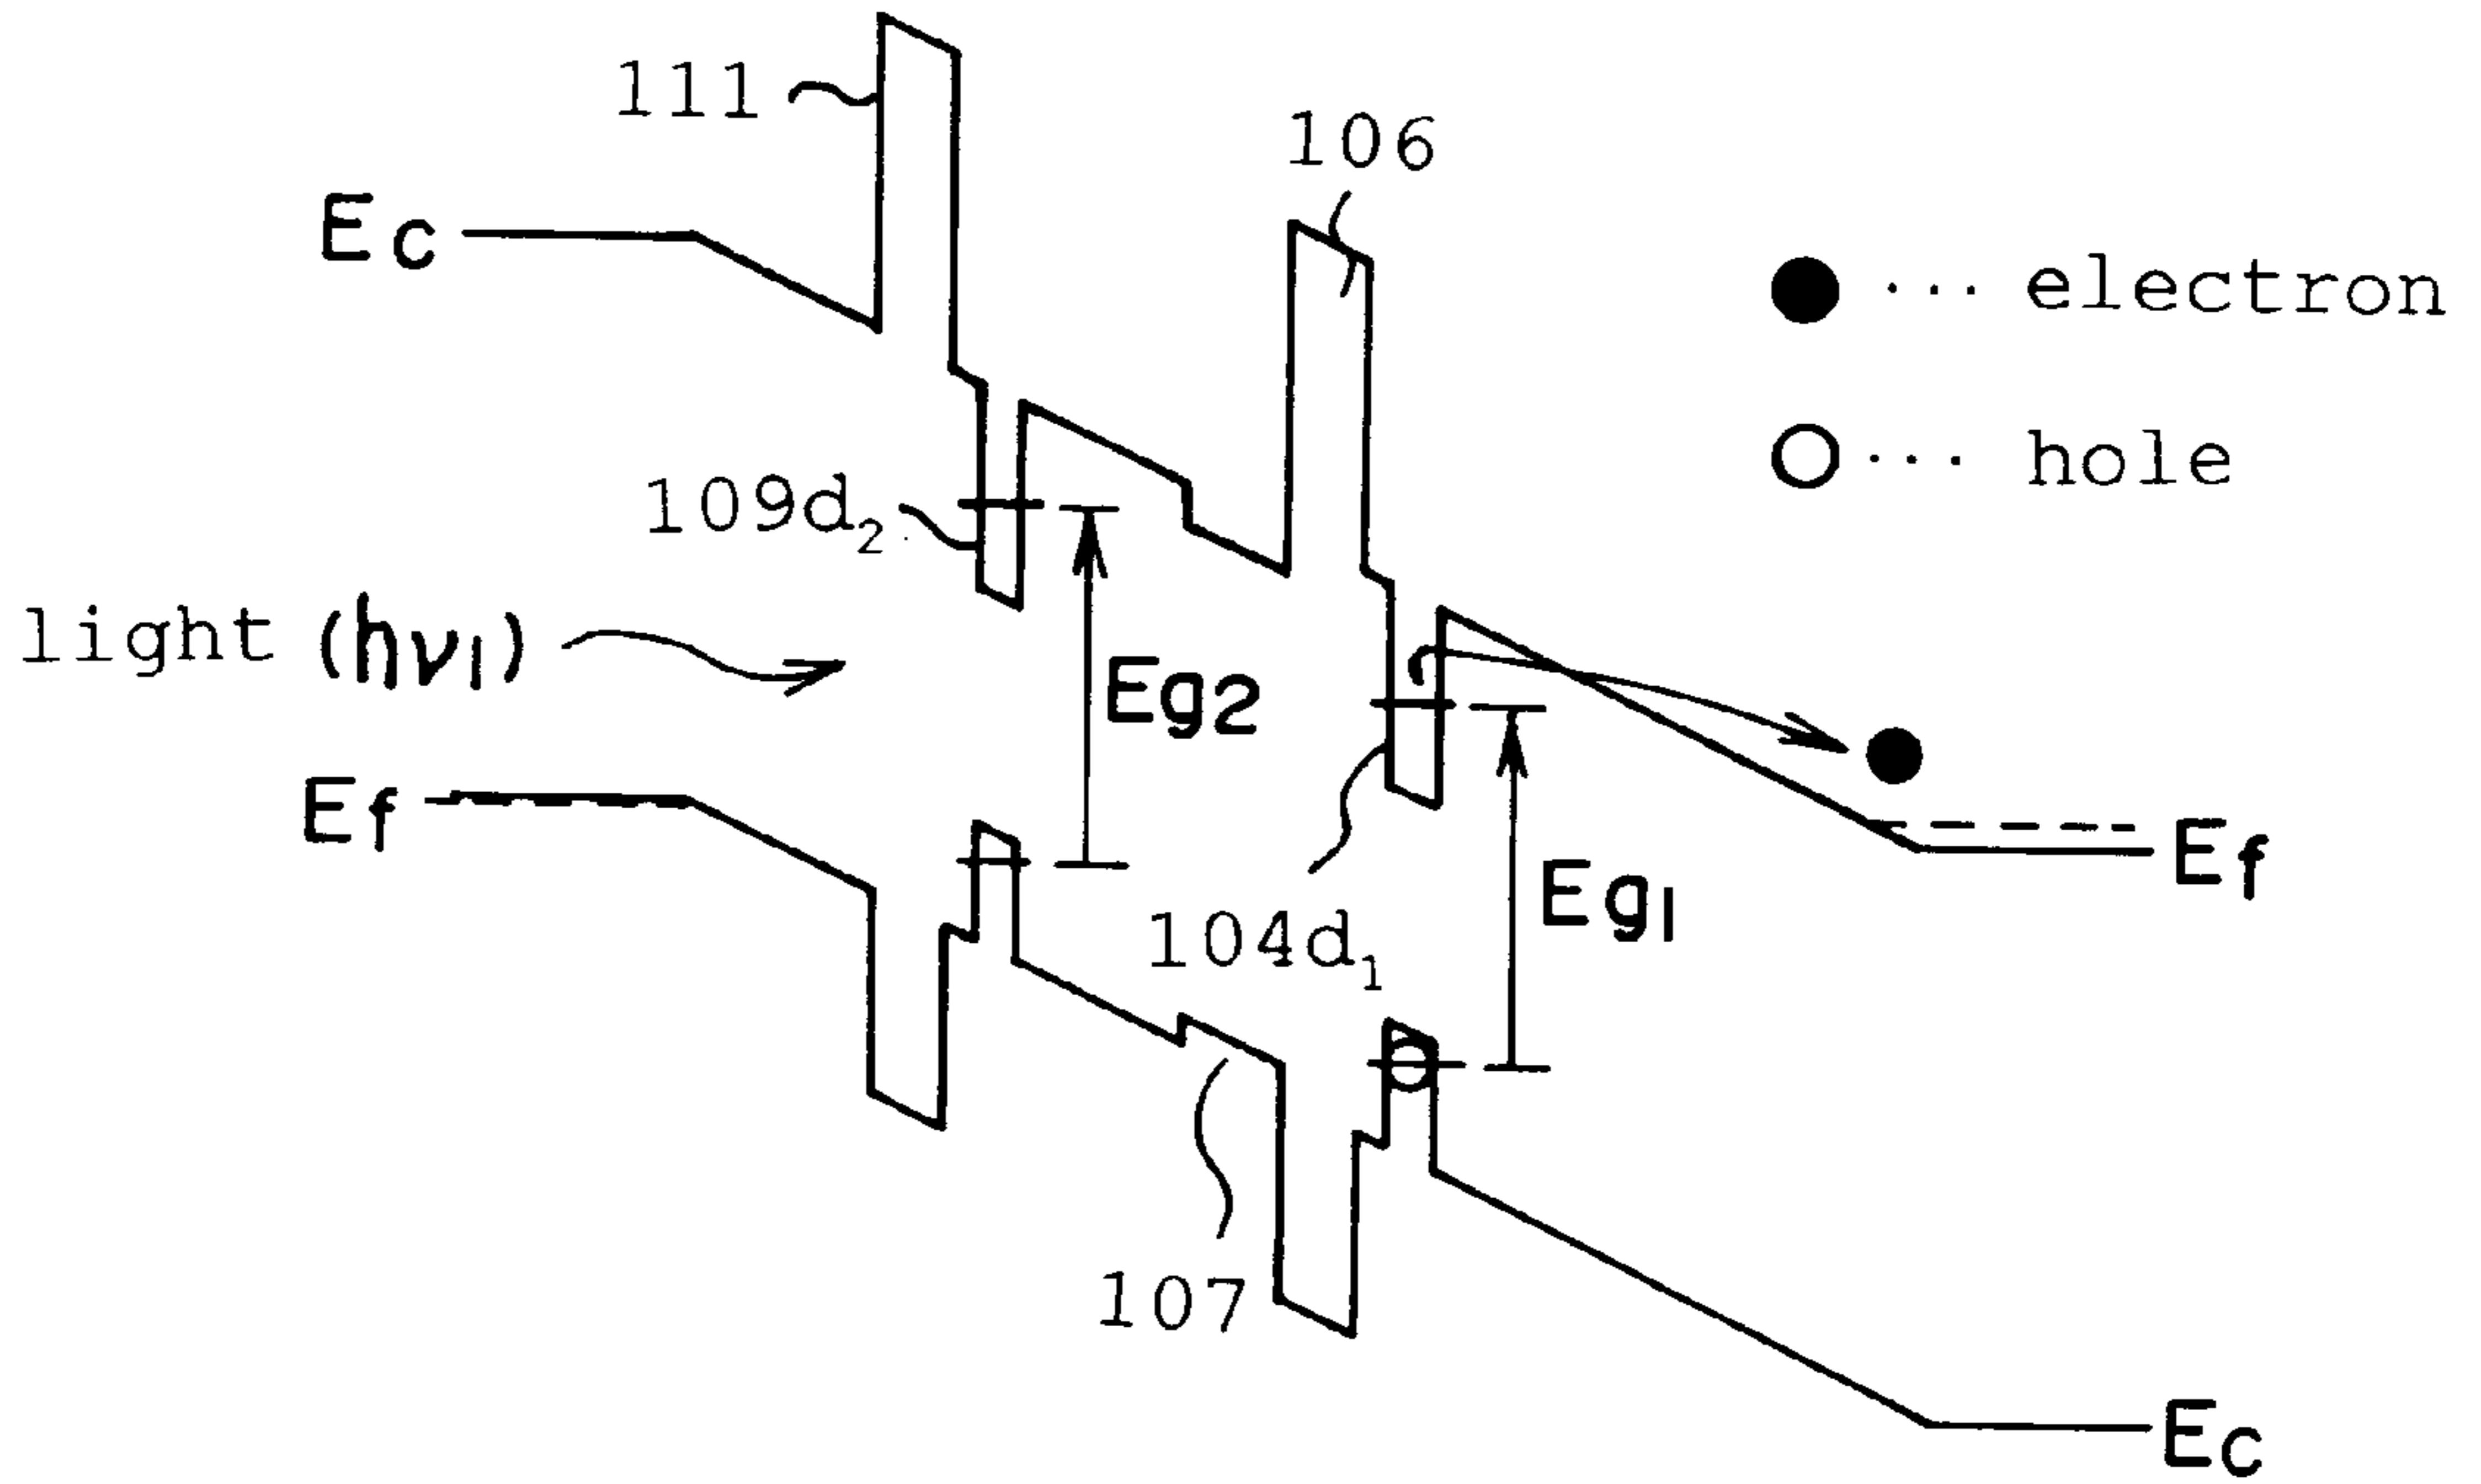 111
106
Ec
••• electron
••• hole
109d₂
light (hν₁)
Eg2
Ef
Ef
Eg1
104d₁
107
Ec